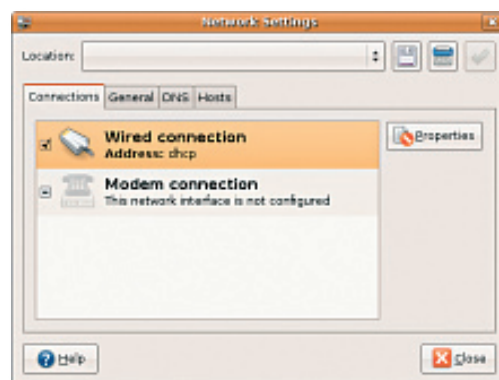 Network Settings
Location:
Connections General DNS Hosts
Wired connection
Address: dhcp
Properties
Modem connection
This network interface is not configured
Help
Close